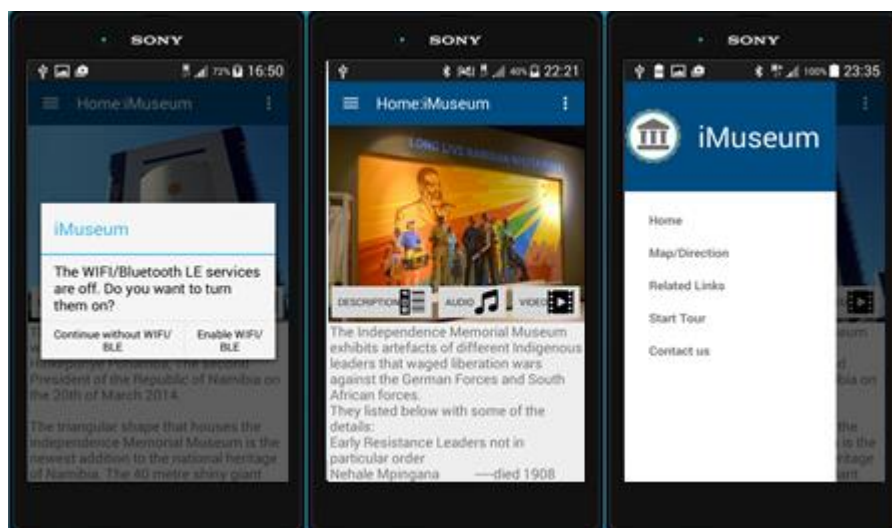 SONY
72% 16:50
Home:iMuseum
iMuseum
The WIFI/Bluetooth LE services
are off. Do you want to turn
them on?
Continue without WIFI/
BLE
Enable WIFI/
BLE
President of the Republic of Namibia on
the 20th of March 2014.
The triangular shape that houses the
Independence Memorial Museum is the
newest addition to the national heritage
of Namibia. The 40 metre shiny giant
SONY
40% 22:21
Home:iMuseum
LONG LIVE NAMIBIAN
DESCRIPTION
AUDIO
VIDEO
The Independence Memorial Museum
exhibits artefacts of different Indigenous
leaders that waged liberation wars
against the German Forces and South
African forces.
They listed below with some of the
details:
Early Resistance Leaders not in
particular order
Nehale Mpingana ----died 1908
SONY
100% 23:35
iMuseum
Home
Map/Direction
Related Links
Start Tour
Contact us